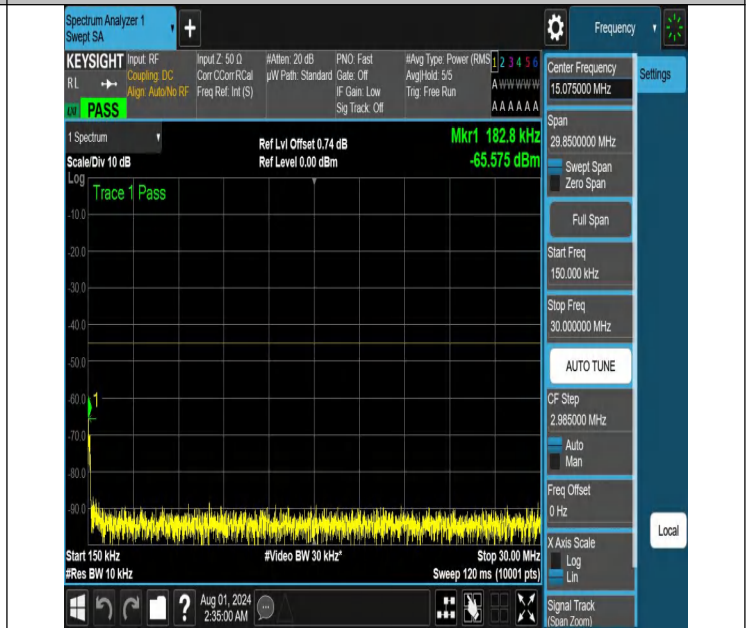 Spectrum Analyzer 1
Swept SA
+
Frequency
KEYSIGHT
RL
PASS
Input: RF
Coupling: DC
Align: Auto/No RF
Input Z: 50 Ω
Corr CCorr RCal
Freq Ref: Int (S)
#Atten: 20 dB
µW Path: Standard
PNO: Fast
Gate: Off
IF Gain: Low
Sig Track: Off
#Avg Type: Power (RMS
Avg|Hold: 5/5
Trig: Free Run
1 2 3 4 5 6
A W W W W W
A A A A A A
1 Spectrum
Scale/Div 10 dB
Ref Lvl Offset 0.74 dB
Ref Level 0.00 dBm
Mkr1 182.8 kHz
-65.575 dBm
Log
Trace 1 Pass
-10.0
-20.0
-30.0
-40.0
-50.0
-60.0
-70.0
-80.0
-90.0
1
Start 150 kHz
#Res BW 10 kHz
#Video BW 30 kHz*
Stop 30.00 MHz
Sweep 120 ms (10001 pts)
Center Frequency
15.075000 MHz
Settings
Span
29.8500000 MHz
Swept Span
Zero Span
Full Span
Start Freq
150.000 kHz
Stop Freq
30.000000 MHz
AUTO TUNE
CF Step
2.985000 MHz
Auto
Man
Freq Offset
0 Hz
X Axis Scale
Log
Lin
Local
Signal Track
(Span Zoom)
?
Aug 01, 2024
2:35:00 AM